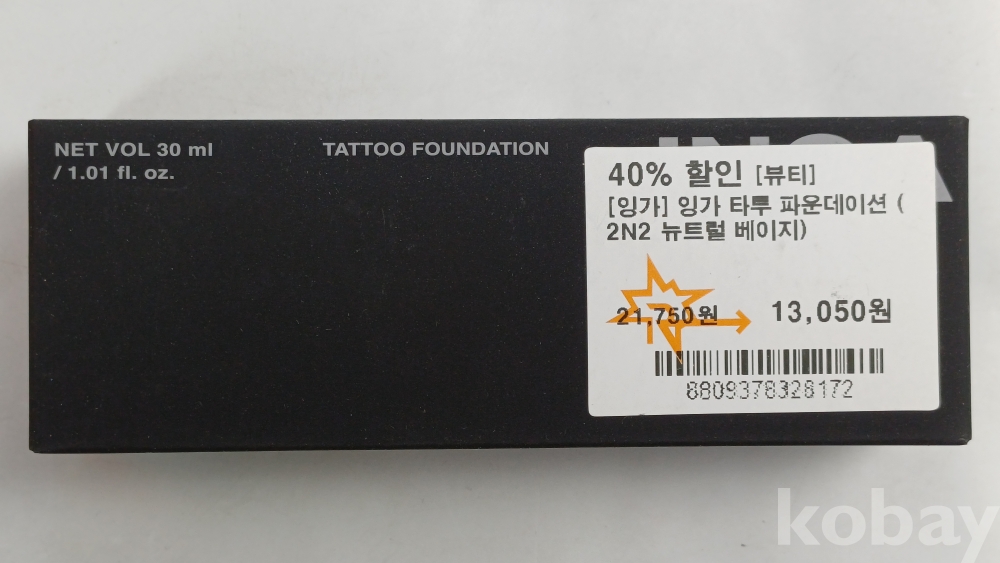 NET VOL 30 ml
/ 1.01 fl. oz.
TATTOO FOUNDATION
40% 할인 [뷰티]
[잉가] 잉가 타투 파운데이션 (
2N2 뉴트럴 베이지)
21,750원
13,050원
8809378328172
kobay